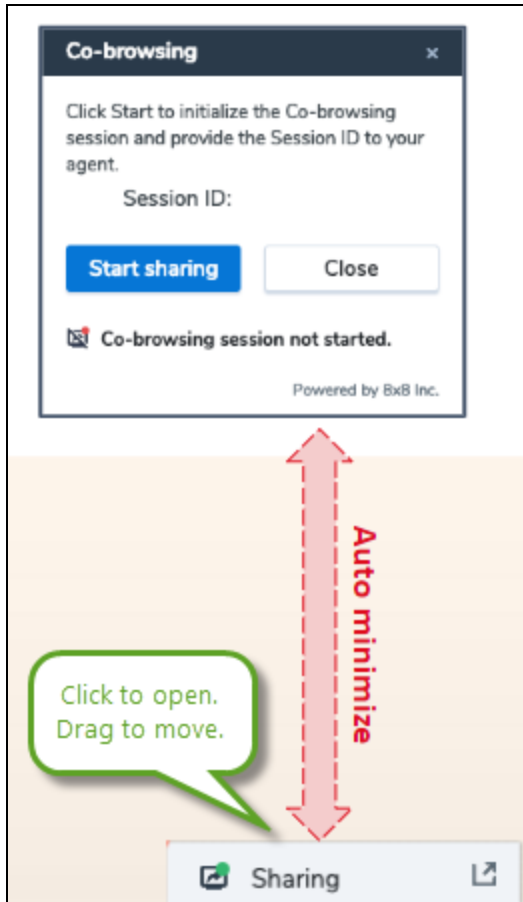 Co-browsing
Click Start to initialize the Co-browsing
session and provide the Session ID to your
agent.
Session ID:
Start sharing
Close
Co-browsing session not started.
Powered by 8x8 Inc.
Auto minimize
Click to open.
Drag to move.
Sharing